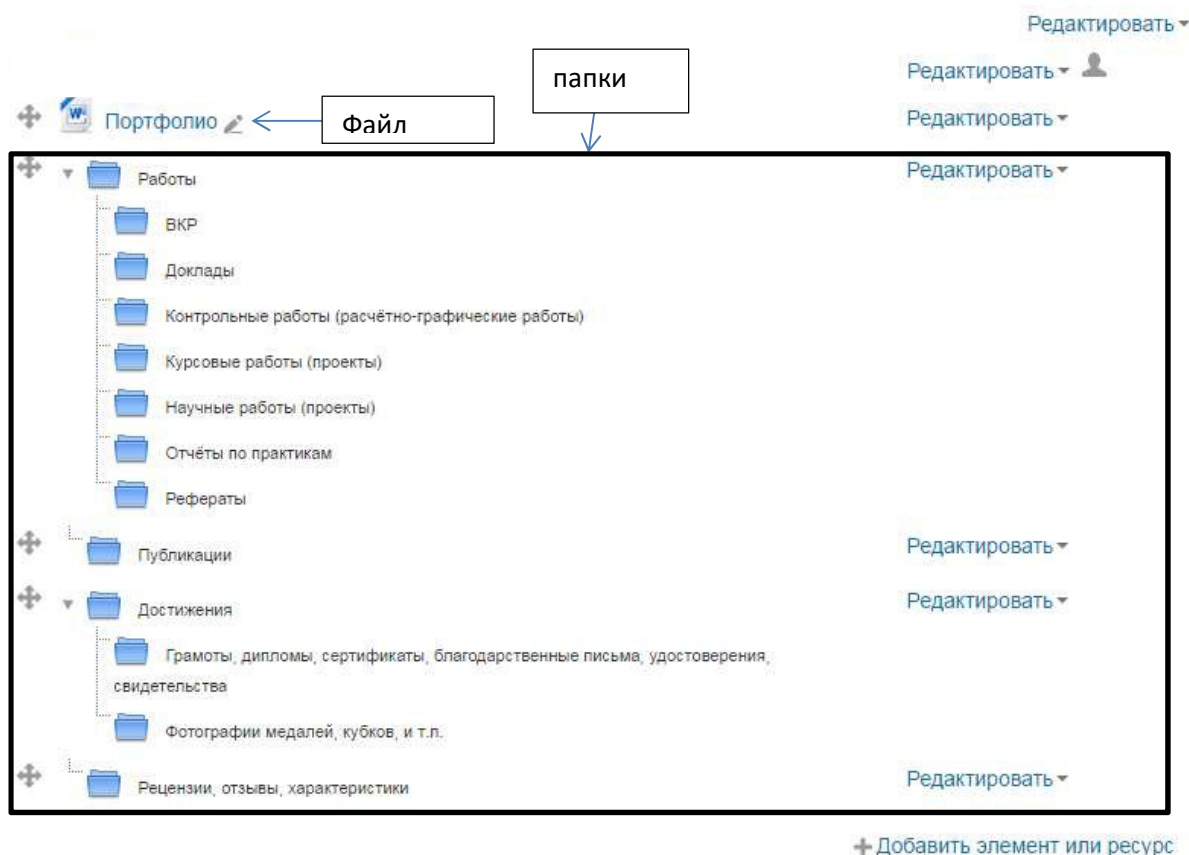 Редактировать
папки
Редактировать
Портфолио
Файл
Редактировать
Работы
Редактировать
ВКР
Доклады
Контрольные работы (расчётно-графические работы)
Курсовые работы (проекты)
Научные работы (проекты)
Отчёты по практикам
Рефераты
Публикации
Редактировать
Достижения
Редактировать
Грамоты, дипломы, сертификаты, благодарственные письма, удостоверения,
свидетельства
Фотографии медалей, кубков, и т.п.
Рецензии, отзывы, характеристики
Редактировать
Добавить элемент или ресурс